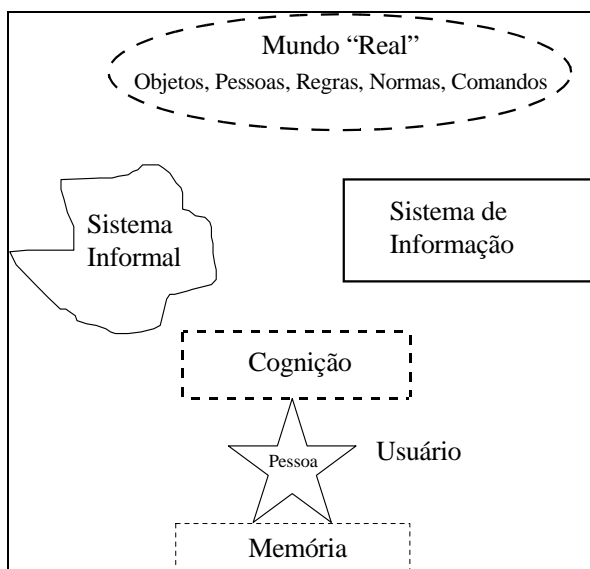 Mundo “Real”
Objetos, Pessoas, Regras, Normas, Comandos
Sistema
Informal
Sistema de
Informação
Cognição
Pessoa
Usuário
Memória